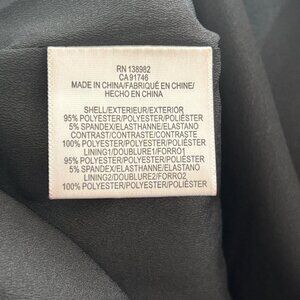 RN 138982
CA 91746
MADE IN CHINA/FABRIQUÉ EN CHINE/
HECHO EN CHINA
SHELL/EXTERIEUR/EXTERIOR
95% POLYESTER/POLYESTER/POLIÉSTER
5% SPANDEX/ELASTHANNE/ELASTANO
CONTRAST/CONTRASTE/CONTRASTE
100% POLYESTER/POLYESTER/POLIÉSTER
LINING1/DOUBLURE1/FORRO1
95% POLYESTER/POLYESTER/POLIÉSTER
5% SPANDEX/ELASTHANNE/ELASTANO
LINING2/DOUBLURE2/FORRO2
100% POLYESTER/POLYESTER/POLIÉSTER